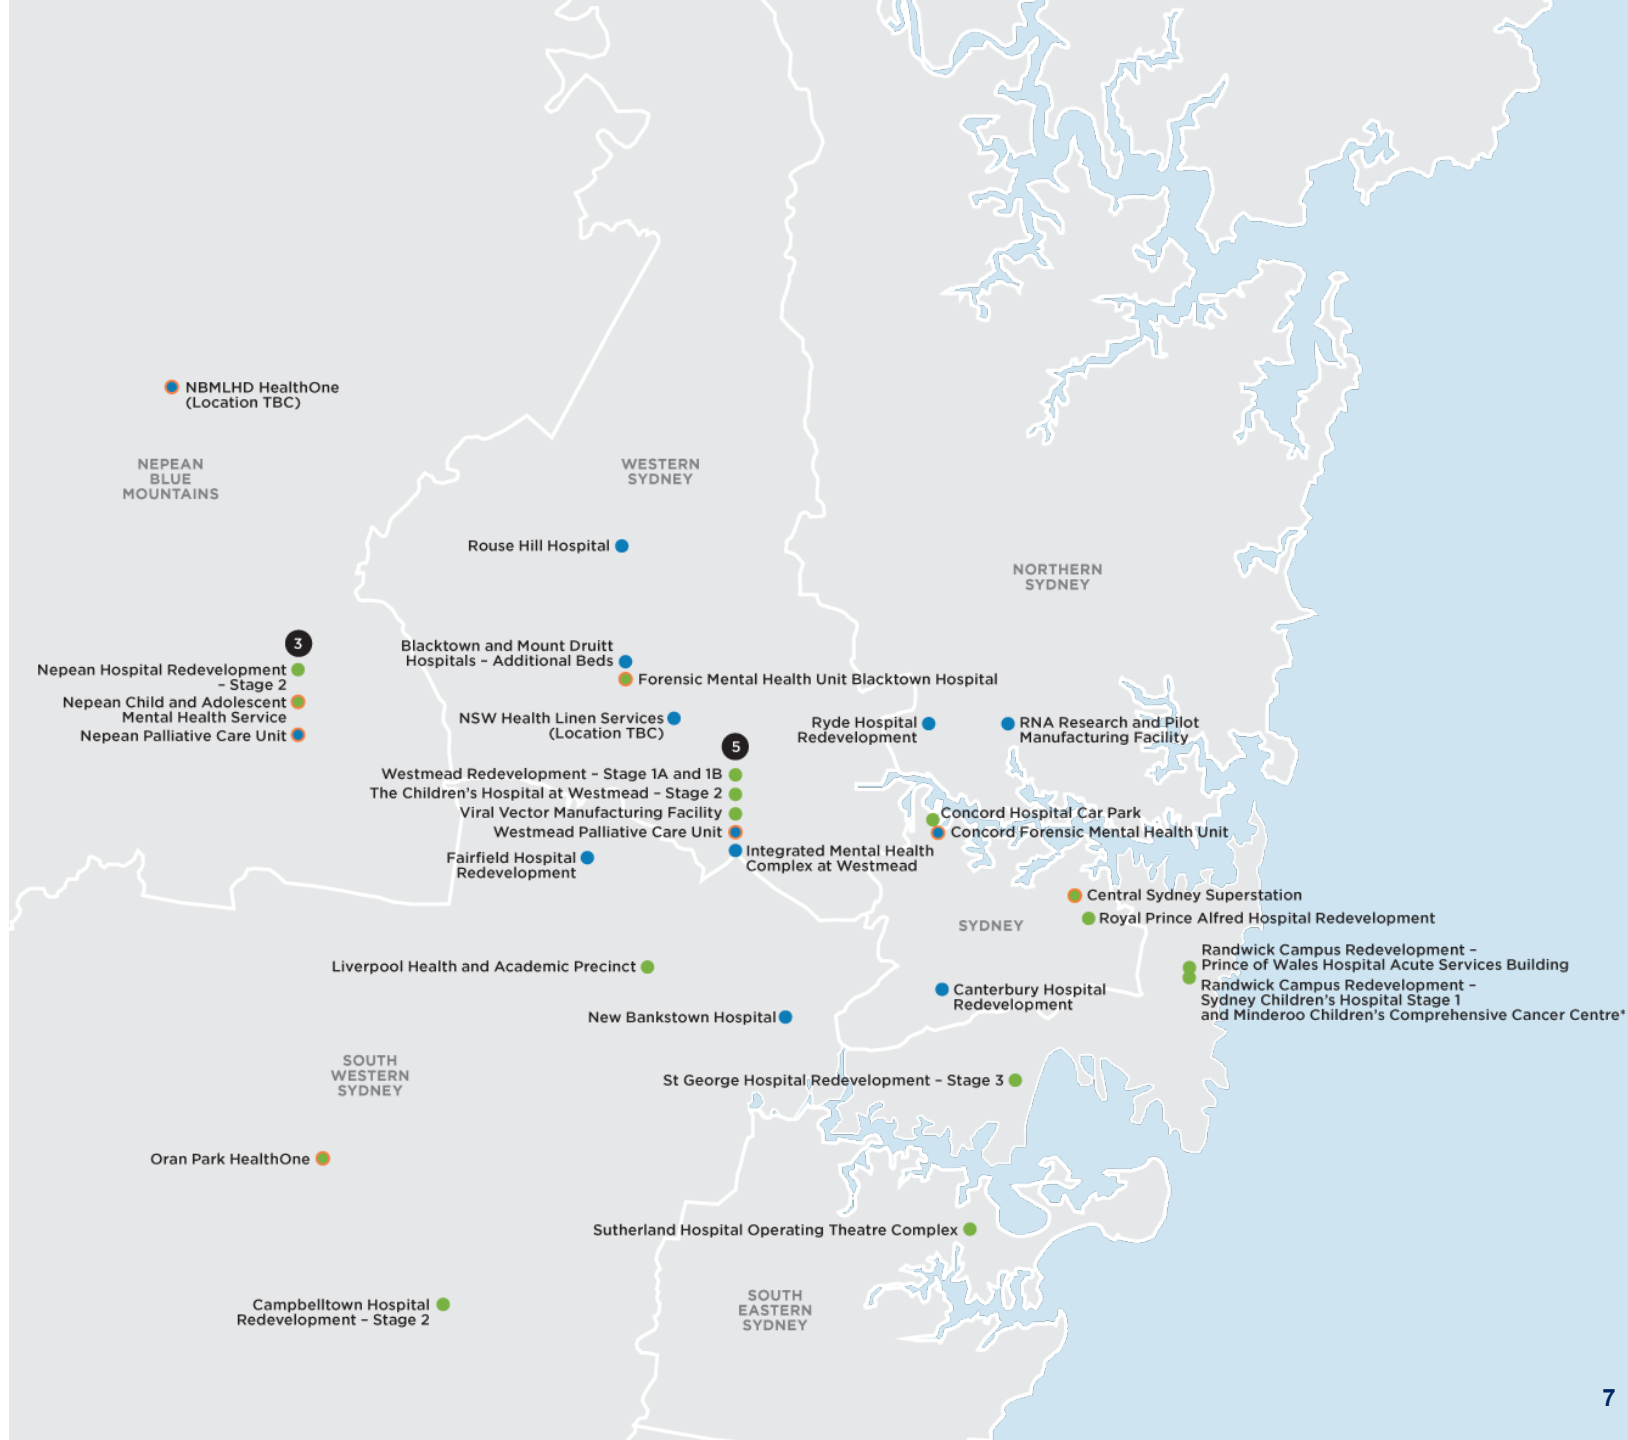 NBMLHD HealthOne
(Location TBC)
NEPEAN
BLUE
MOUNTAINS
WESTERN
SYDNEY
Rouse Hill Hospital
NORTHERN
SYDNEY
3
Nepean Hospital Redevelopment
– Stage 2
Nepean Child and Adolescent
Mental Health Service
Nepean Palliative Care Unit
Blacktown and Mount Druitt
Hospitals – Additional Beds
Forensic Mental Health Unit Blacktown Hospital
NSW Health Linen Services
(Location TBC)
Ryde Hospital
Redevelopment
RNA Research and Pilot
Manufacturing Facility
5
Westmead Redevelopment – Stage 1A and 1B
The Children's Hospital at Westmead – Stage 2
Viral Vector Manufacturing Facility
Westmead Palliative Care Unit
Integrated Mental Health
Complex at Westmead
Fairfield Hospital
Redevelopment
Concord Hospital Car Park
Concord Forensic Mental Health Unit
Central Sydney Superstation
Royal Prince Alfred Hospital Redevelopment
SYDNEY
Randwick Campus Redevelopment –
Prince of Wales Hospital Acute Services Building
Randwick Campus Redevelopment –
Sydney Children's Hospital Stage 1
and Minderoo Children's Comprehensive Cancer Centre*
Liverpool Health and Academic Precinct
Canterbury Hospital
Redevelopment
New Bankstown Hospital
SOUTH
WESTERN
SYDNEY
St George Hospital Redevelopment – Stage 3
Oran Park HealthOne
Sutherland Hospital Operating Theatre Complex
Campbelltown Hospital
Redevelopment – Stage 2
SOUTH
EASTERN
SYDNEY
7